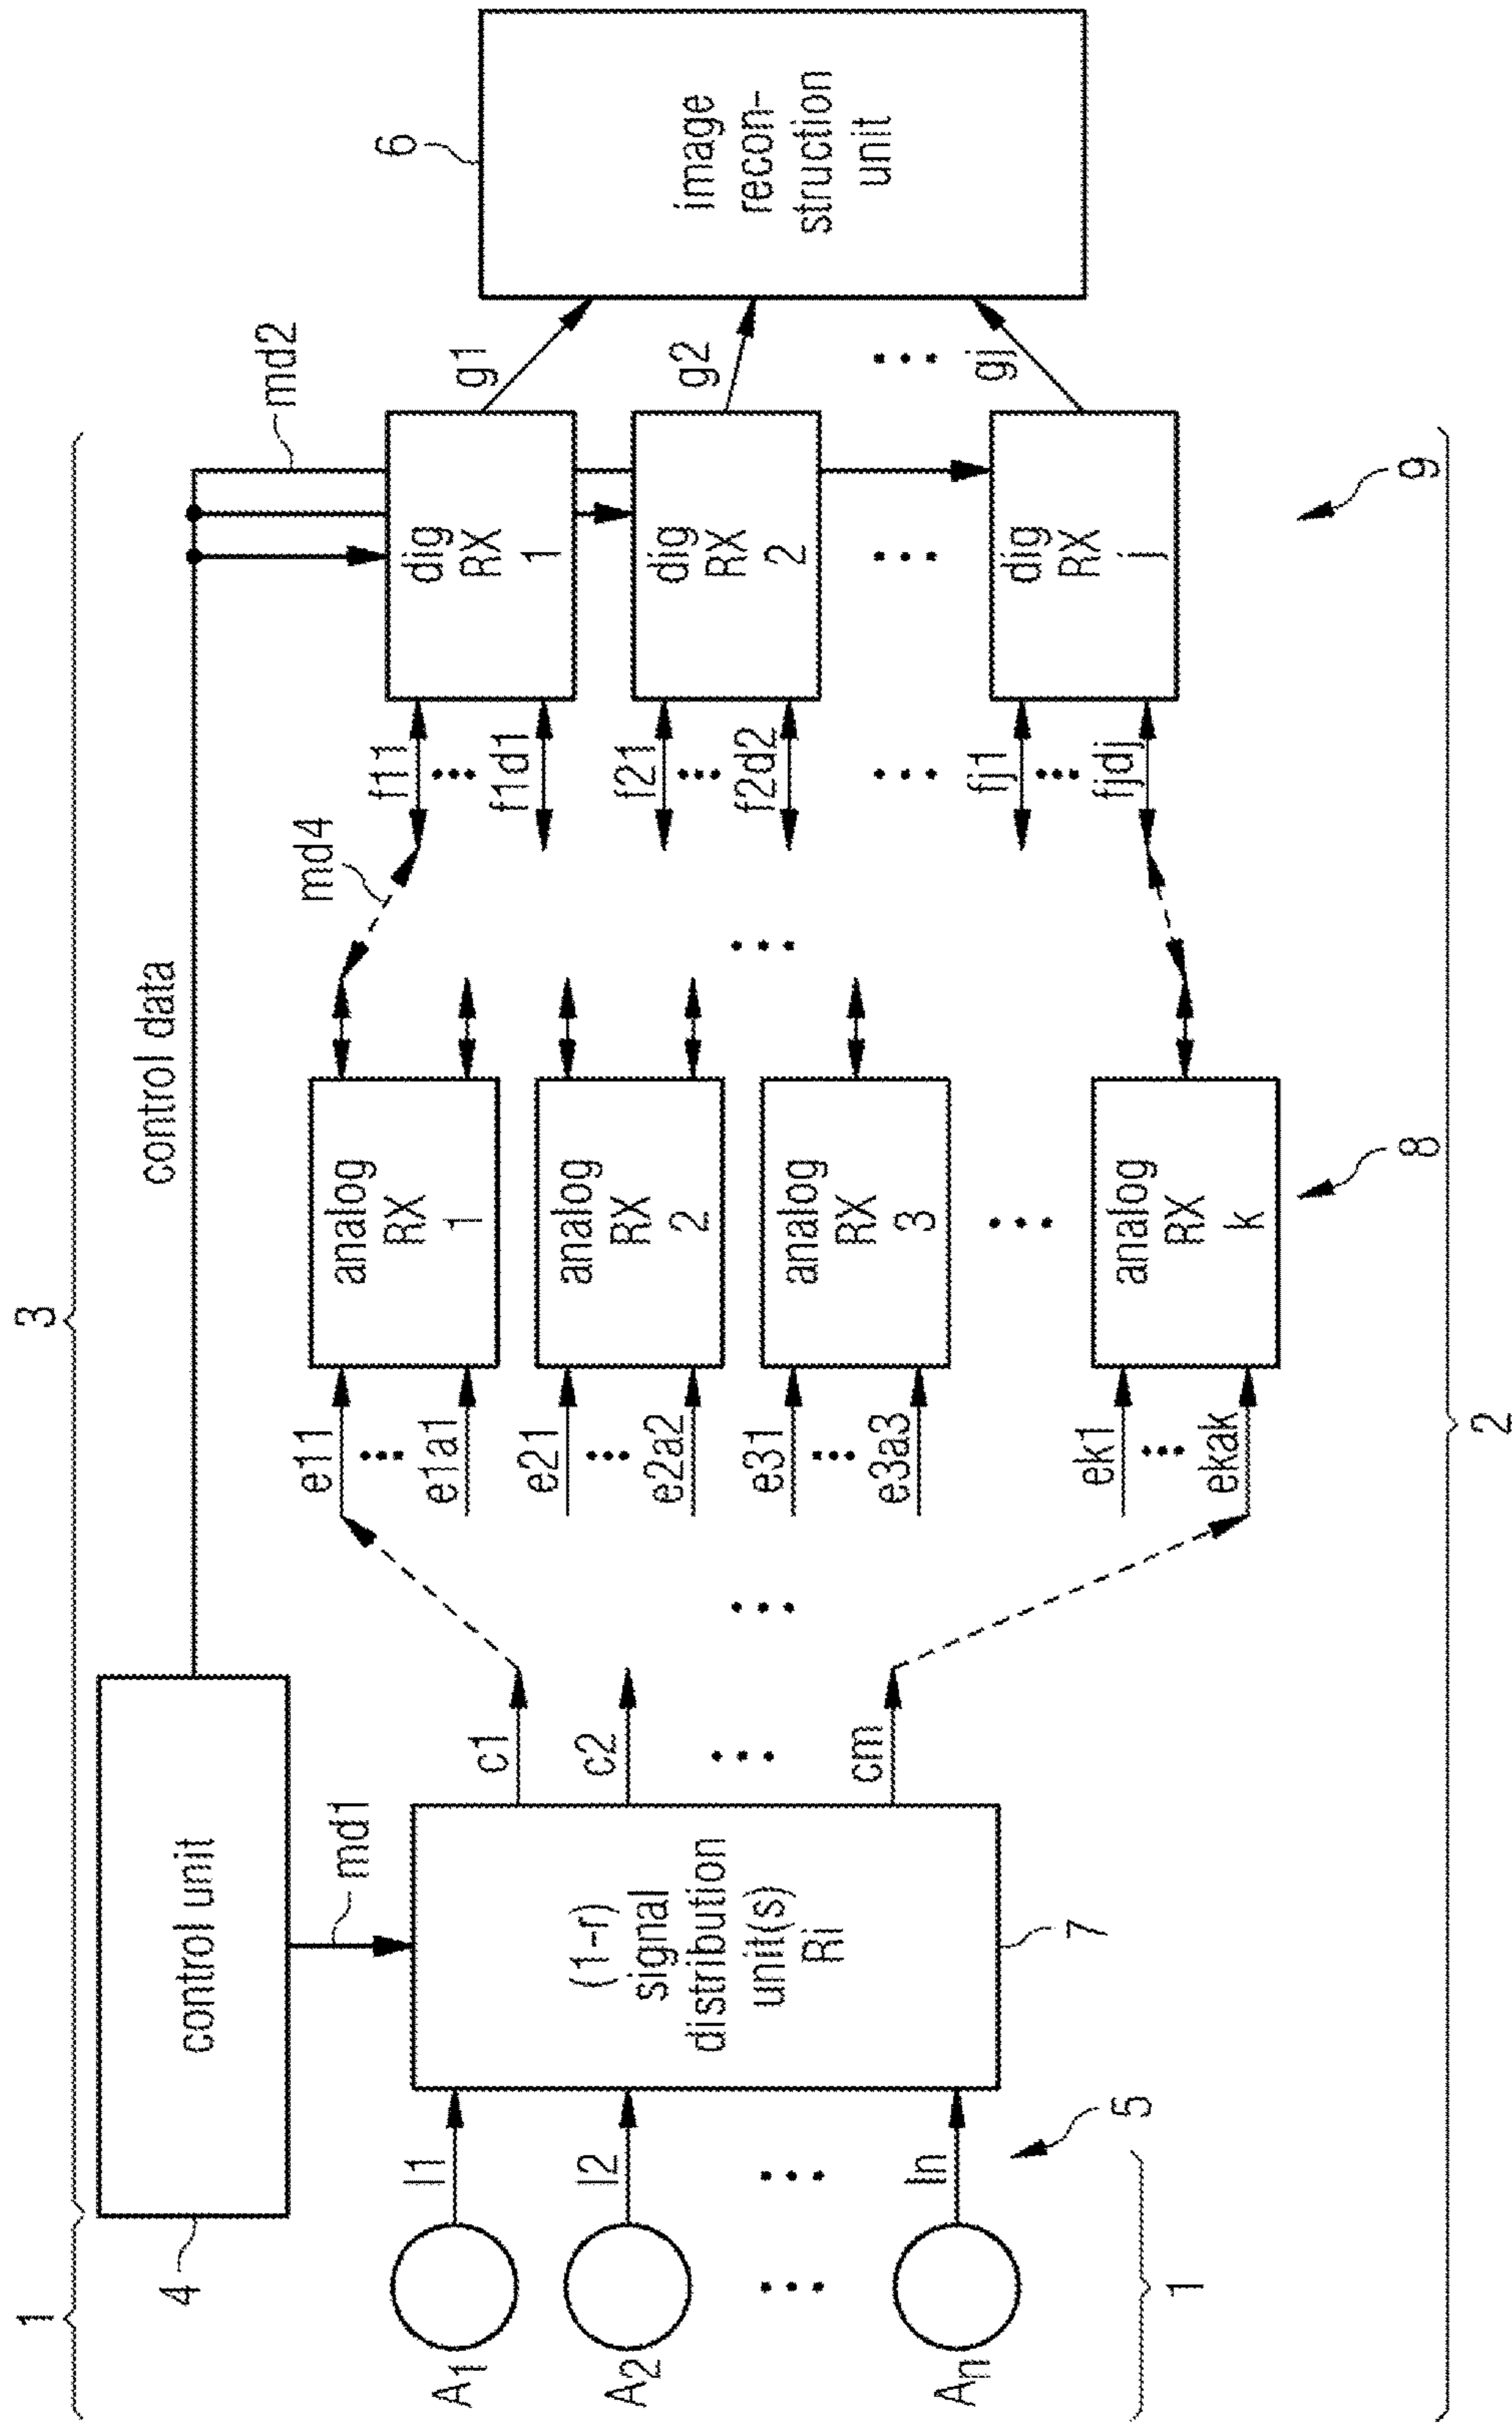 1
3
4
control unit
control data
md1
md2
A1
I1
A2
I2
...
...
An
In
5
1
(1-r)
signal
distribution
unit(s)
Ri
7
c1
c2
...
cm
...
e11
...
e1a1
e21
...
e2a2
e31
...
e3a3
ek1
...
ekak
analog
RX
1
analog
RX
2
analog
RX
3
...
analog
RX
k
8
md4
...
f11
...
f1d1
f21
...
f2d2
...
fj1
...
fjdj
dig
RX
1
dig
RX
2
...
dig
RX
j
9
g1
g2
...
gj
6
image
recon-
struction
unit
2